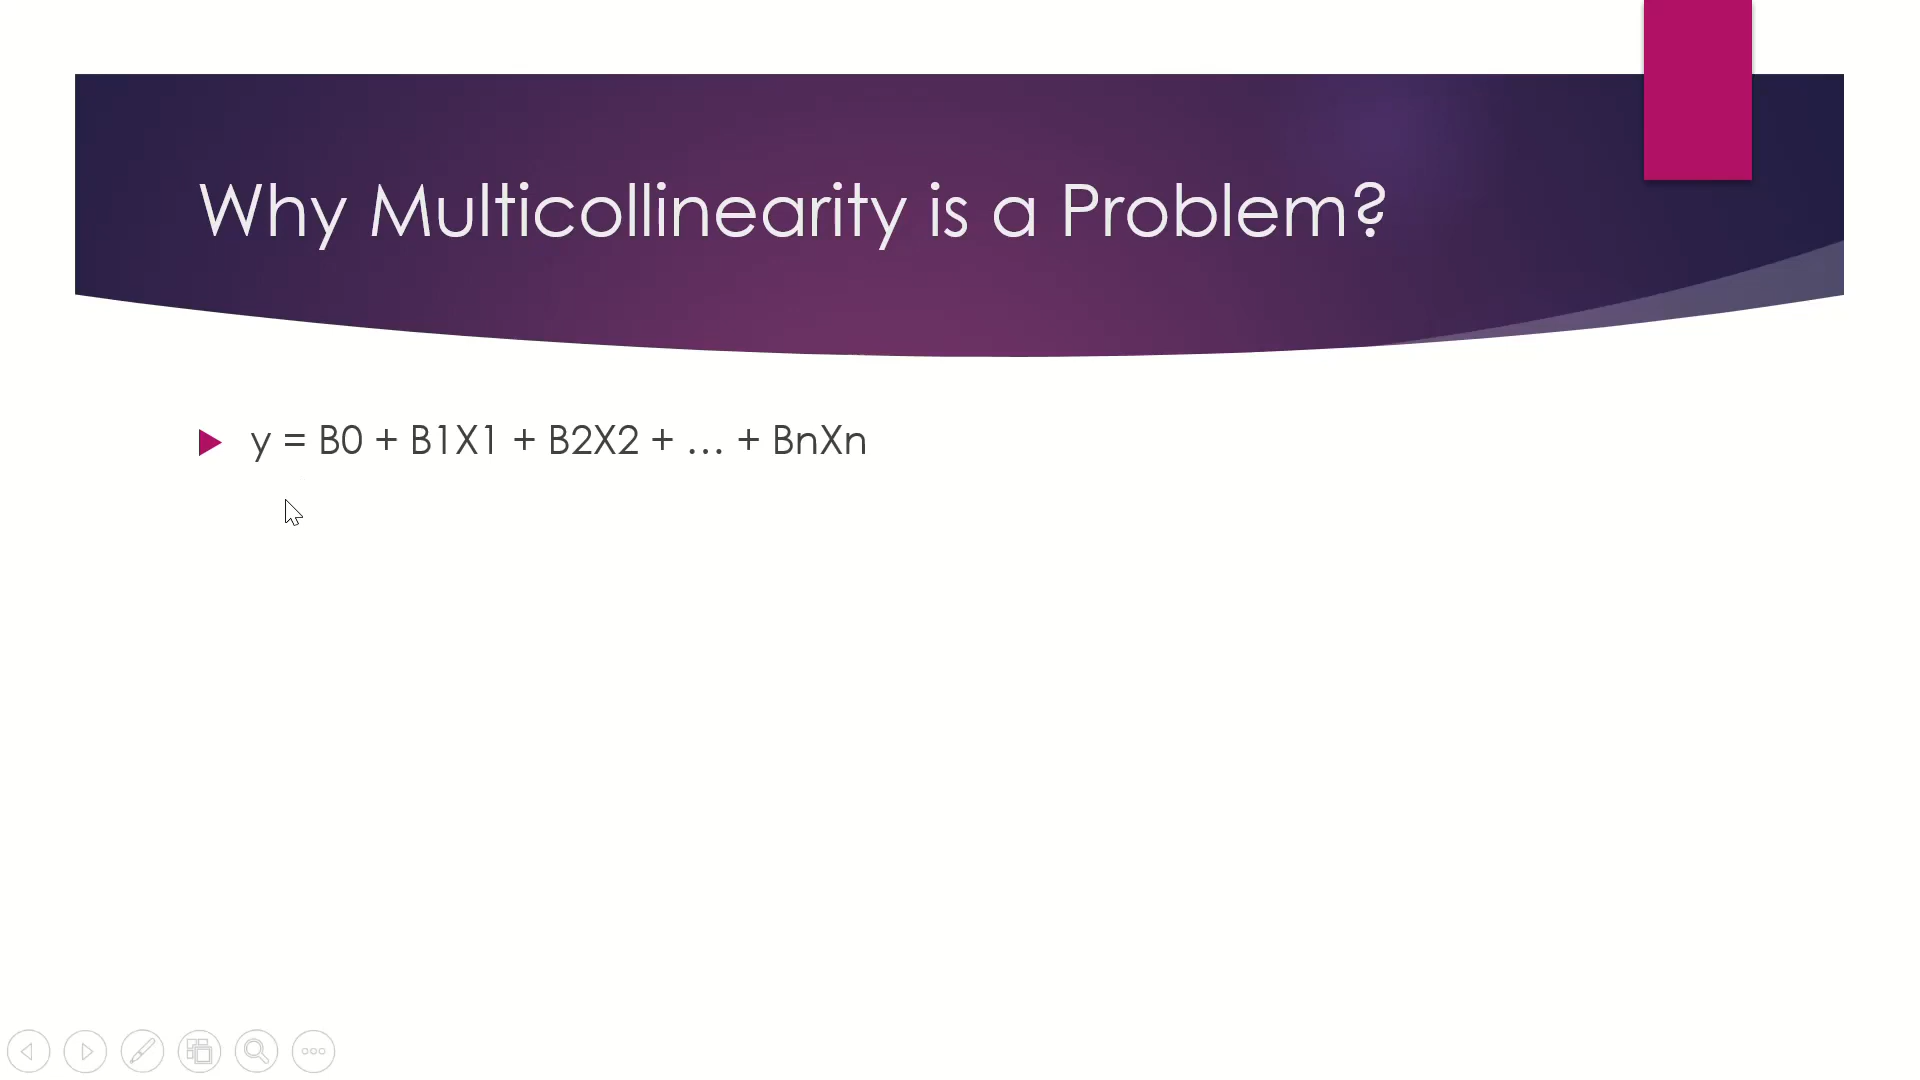 Why Multicollinearity is a Problem?
y = B0 + B1X1 + B2X2 + … + BnXn